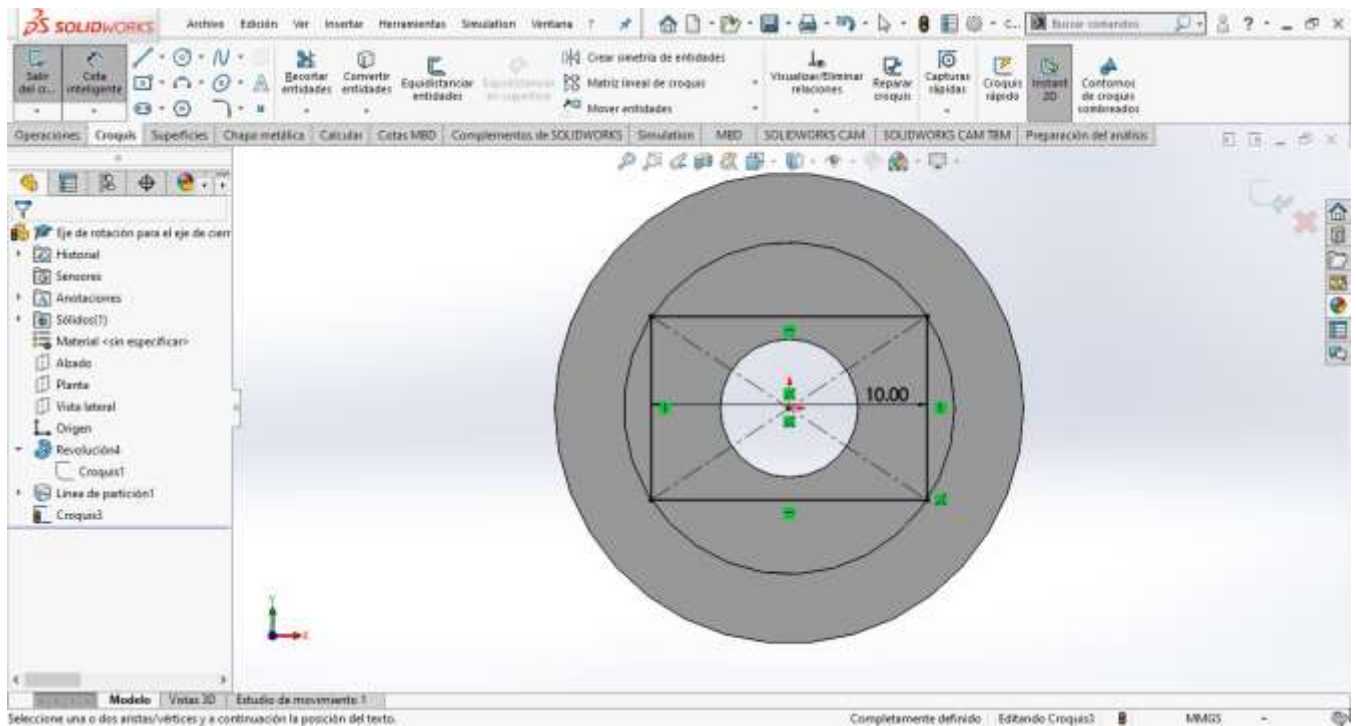 SOLIDWORKS Archivo Edición Ver Insertar Herramientas Simulation Ventana ? Buscar comandos
Salir del cr... Cota inteligente
Recortar entidades Convertir entidades Equidistanciar entidades
Crear simetría de entidades
Matriz lineal de croquis
Mover entidades
Visualizar/Eliminar relaciones Reparar croquis Capturas rápidas Croquis rápido Instant 2D Contornos de croquis sombreados
Operaciones Croquis Superficies Chapa metálica Calcular Cotas MBD Complementos de SOLIDWORKS Simulation MBD SOLIDWORKS CAM SOLIDWORKS CAM TBM Preparación del análisis
Eje de rotación para el eje de cierr
Historial
Sensores
Anotaciones
Sólidos(1)
Material <sin especificar>
Alzado
Planta
Vista lateral
Origen
Revolución4
Croquis1
Línea de partición1
Croquis3
10.00
Y
X
Modelo Vistas 3D Estudio de movimiento 1
Seleccione una o dos aristas/vértices y a continuación la posición del texto. Completamente definido Editando Croquis3 MMGS